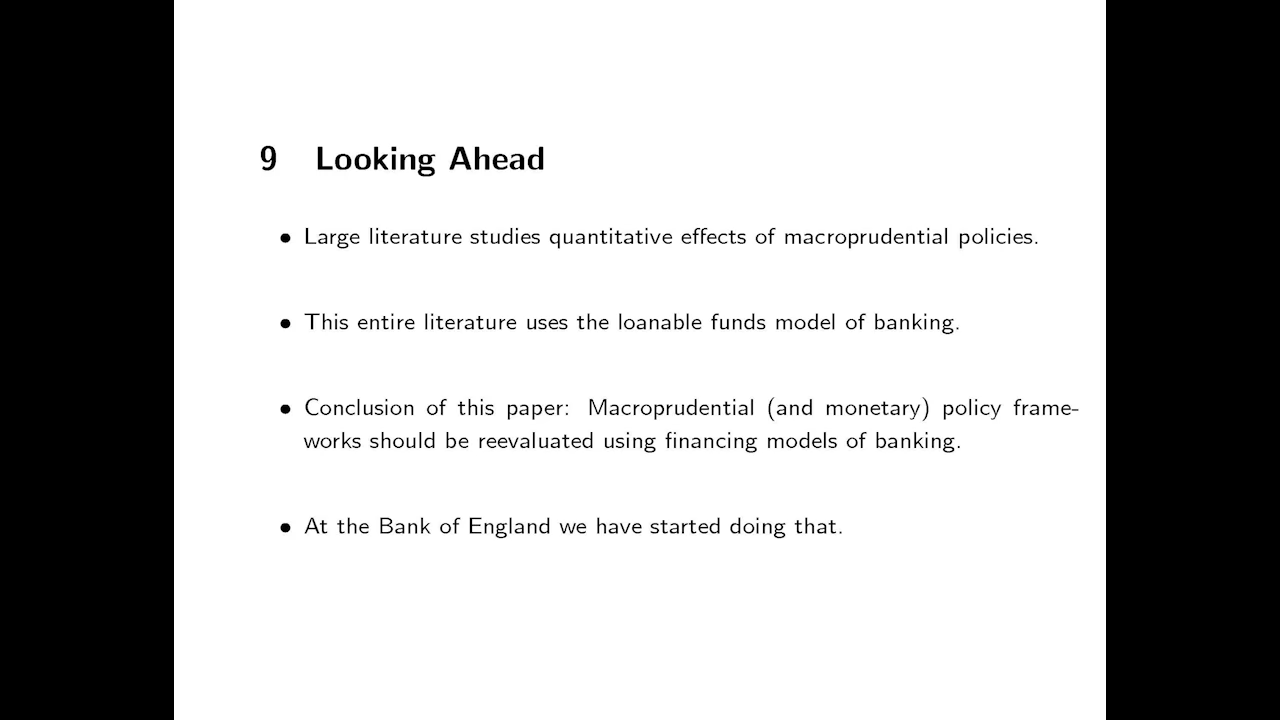 9 Looking Ahead
• Large literature studies quantitative effects of macroprudential policies.
• This entire literature uses the loanable funds model of banking.
• Conclusion of this paper: Macroprudential (and monetary) policy frame-
works should be reevaluated using financing models of banking.
• At the Bank of England we have started doing that.